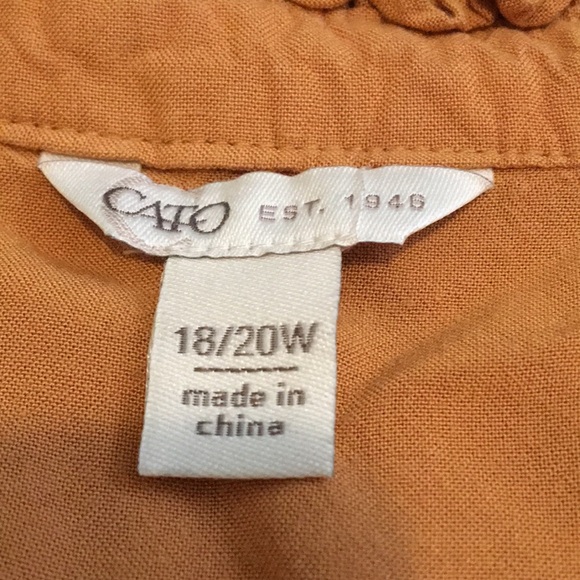 CATO EST. 1946
18/20W
made in
china